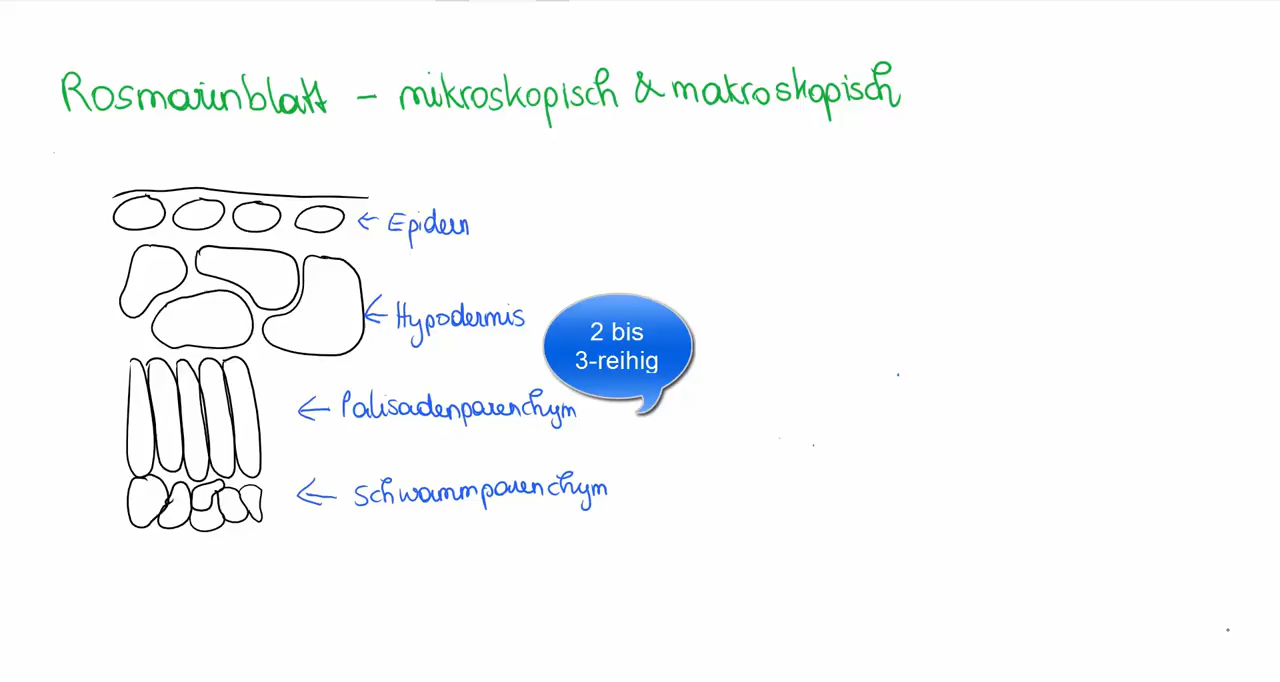 Rosmarinblatt - mikroskopisch & makroskopisch
← Epiderm
← Hypodermis
2 bis
3-reihig
← Palisadenparenchym
← Schwammparenchym